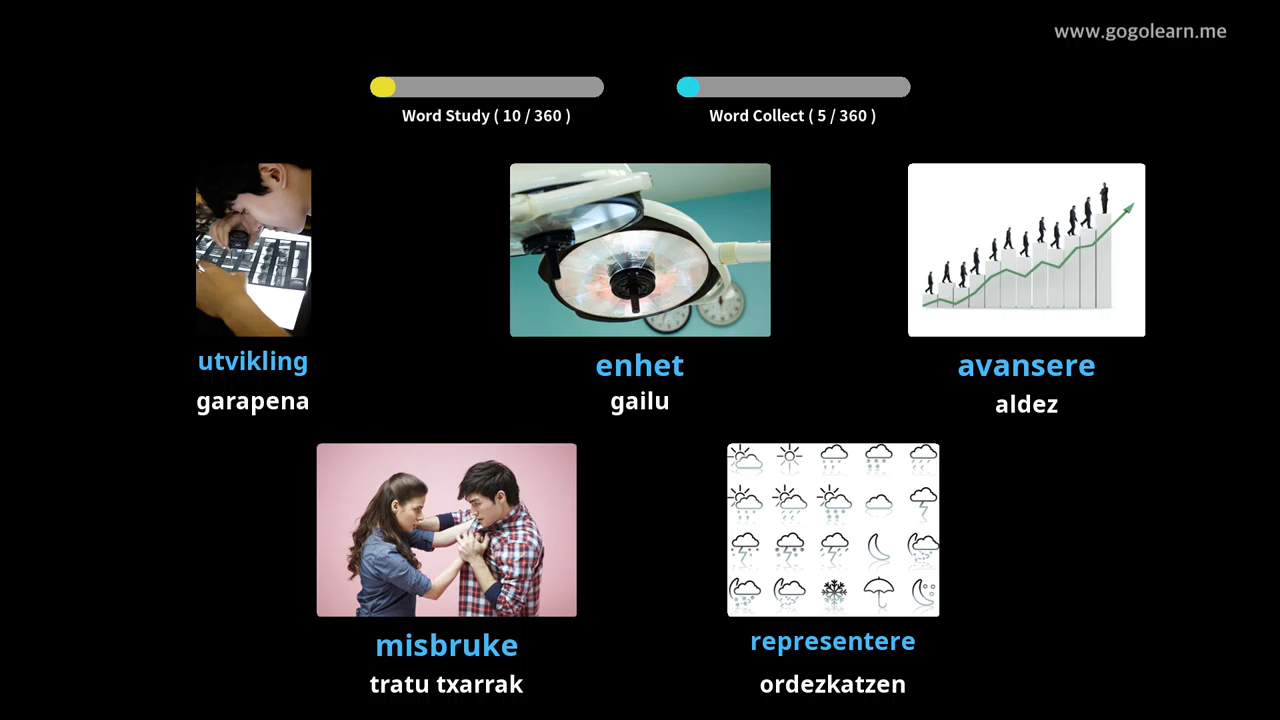 www.gogolearn.me
Word Study ( 10 / 360 )
Word Collect ( 5 / 360 )
utvikling
garapena
enhet
gailu
avansere
aldez
misbruke
tratu txarrak
representere
ordezkatzen